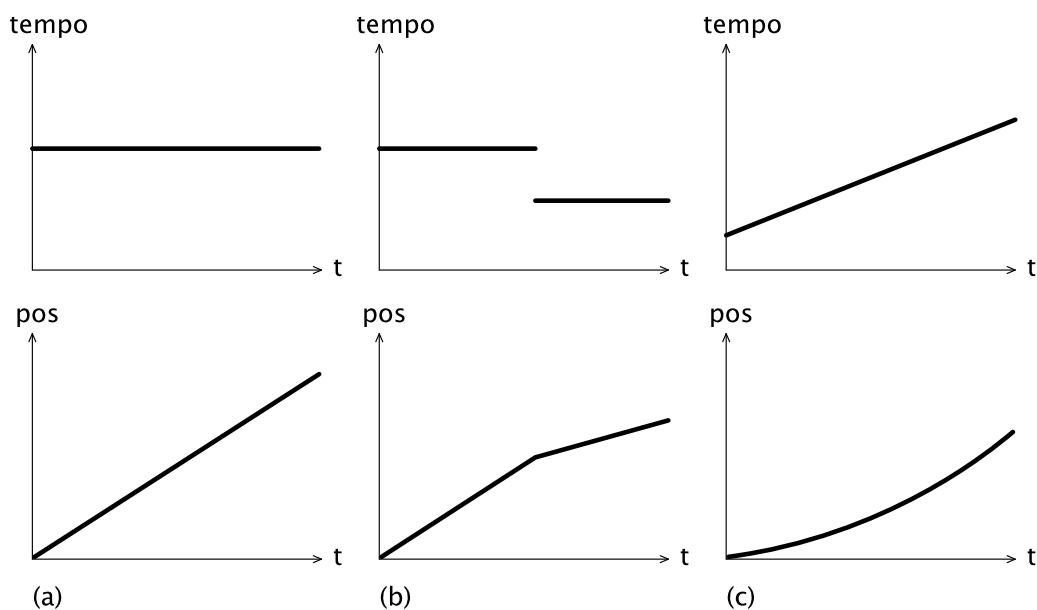 tempo tempo tempo
t t t
pos pos pos
t t t
(a) (b) (c)